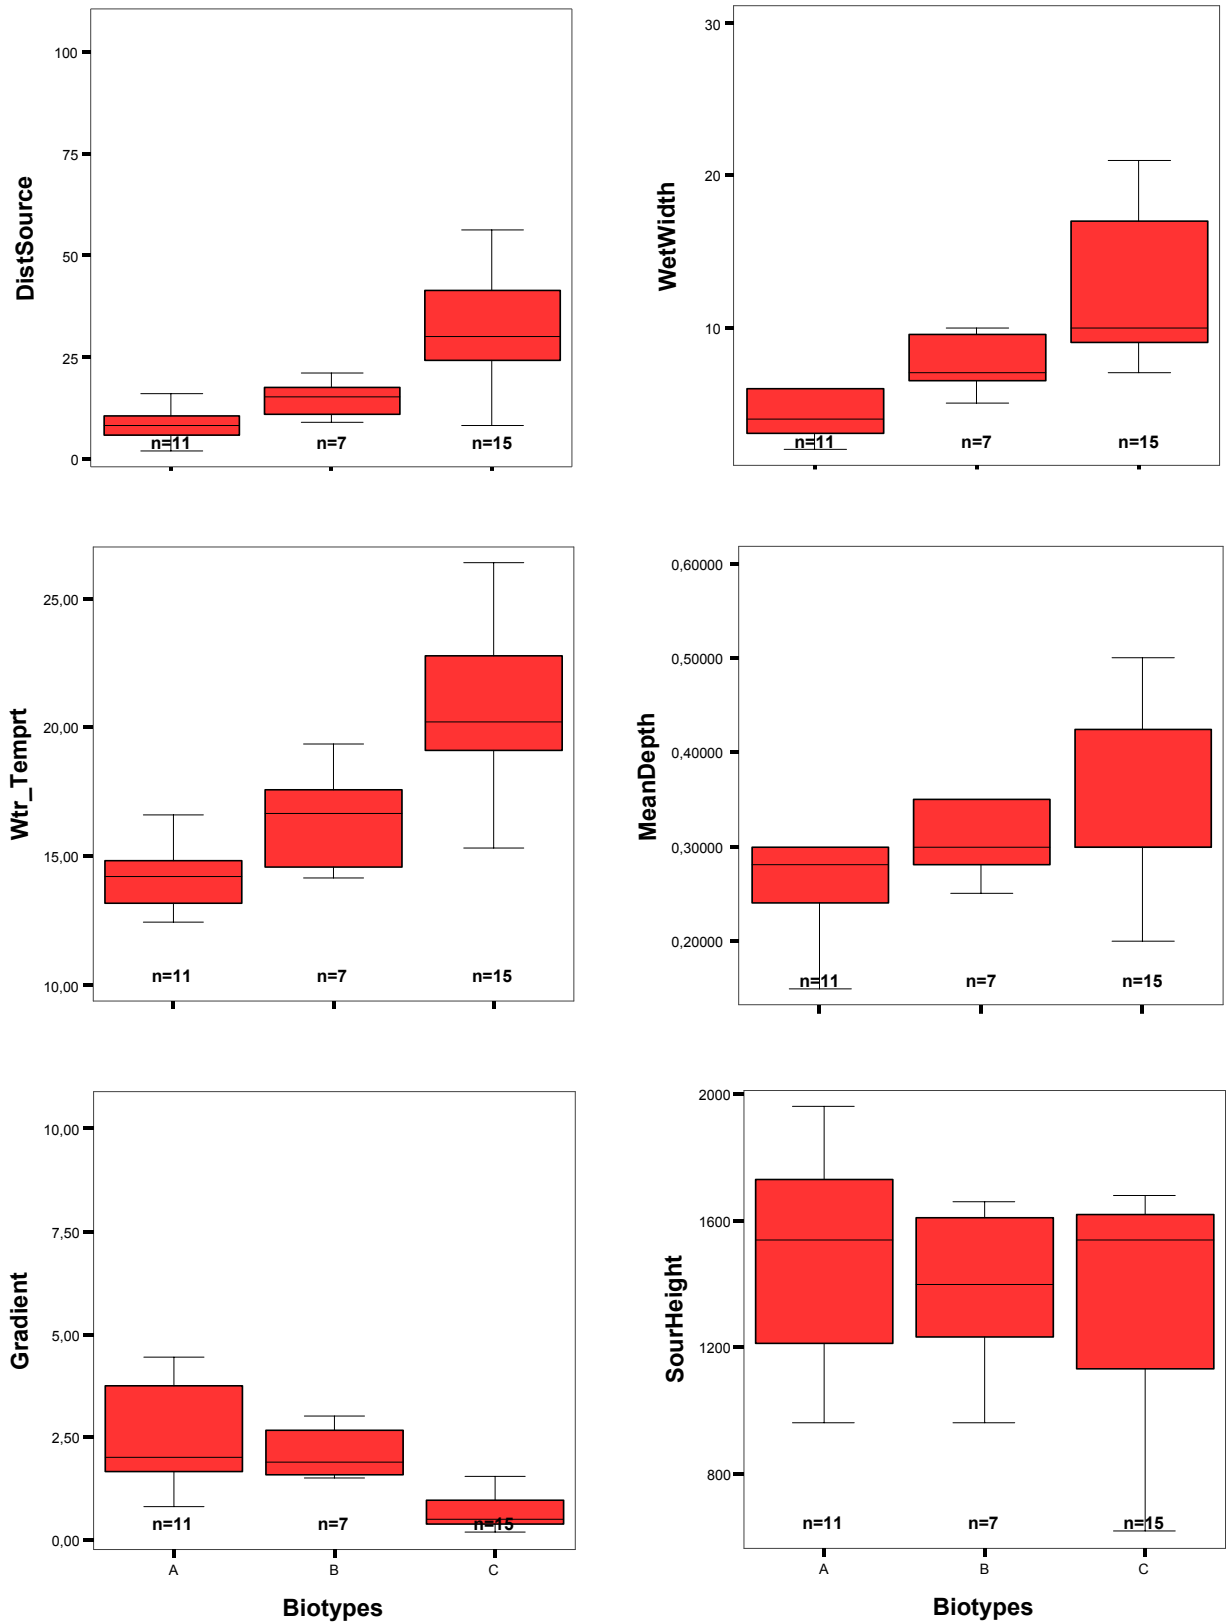 DistSource
100
75
50
25
0
n=11 n=7 n=15
WetWidth
30
20
10
n=11 n=7 n=15
Wtr_Temprt
25,00
20,00
15,00
10,00
n=11 n=7 n=15
MeanDepth
0,60000
0,50000
0,40000
0,30000
0,20000
n=11 n=7 n=15
Gradient
10,00
7,50
5,00
2,50
0,00
n=11 n=7 n=15
A B C
Biotypes
SourHeight
2000
1600
1200
800
n=11 n=7 n=15
A B C
Biotypes